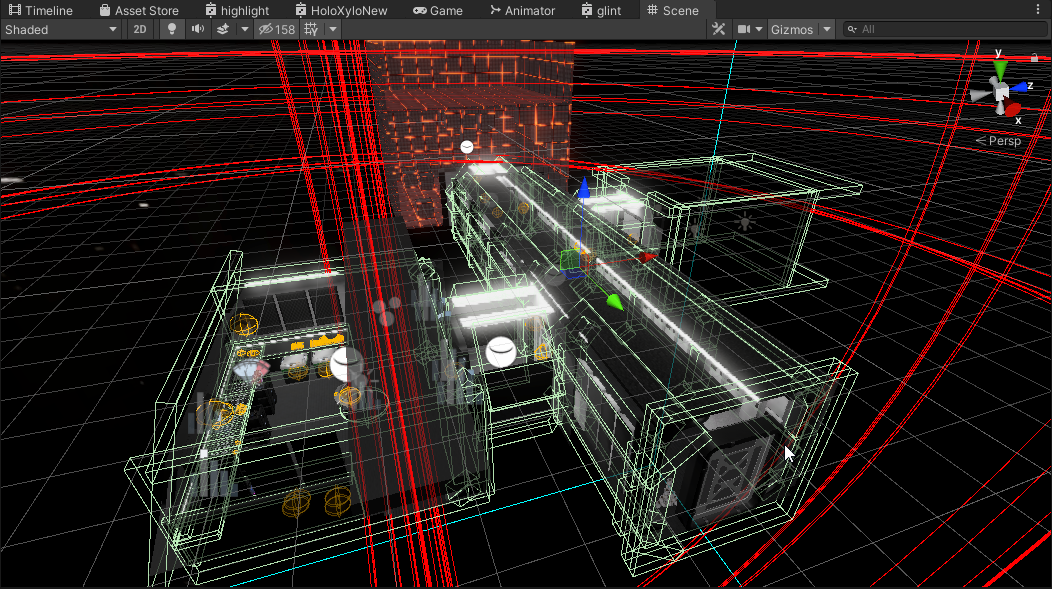 Timeline Asset Store highlight HoloXyloNew Game Animator glint Scene
Shaded 2D 158 Gizmos All
y
z
x
< Persp